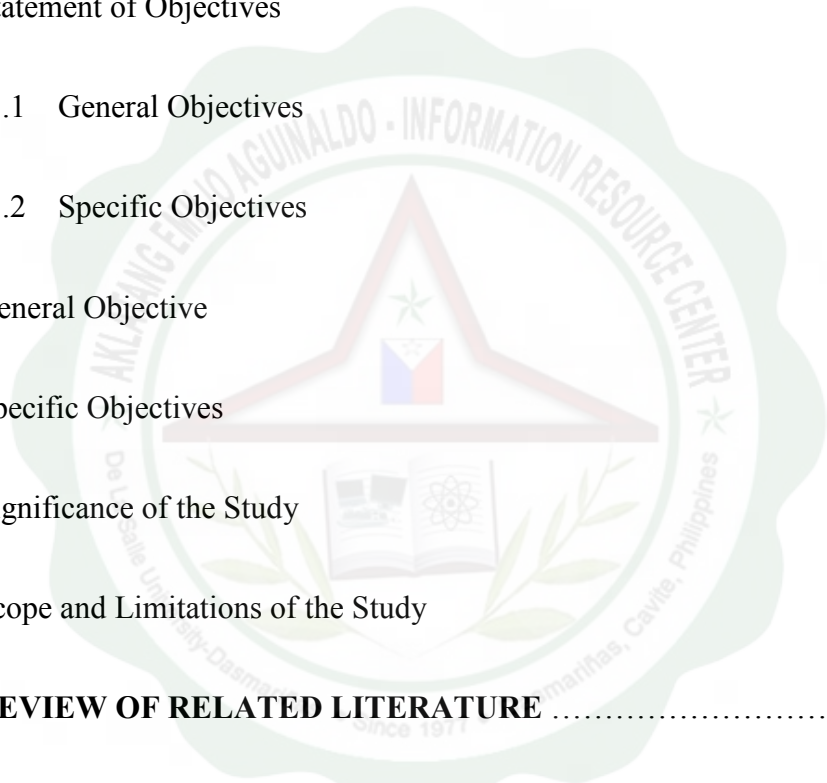 tatement of Objectives
.1 General Objectives
.2 Specific Objectives
eneral Objective
pecific Objectives
gnificance of the Study
cope and Limitations of the Study
EVIEW OF RELATED LITERATURE ..........................
AKLATANG EMILIO AGUINALDO - INFORMATION RESOURCE CENTER
De La Salle University-Dasmariñas Dasmariñas, Cavite, Philippines
Since 1977